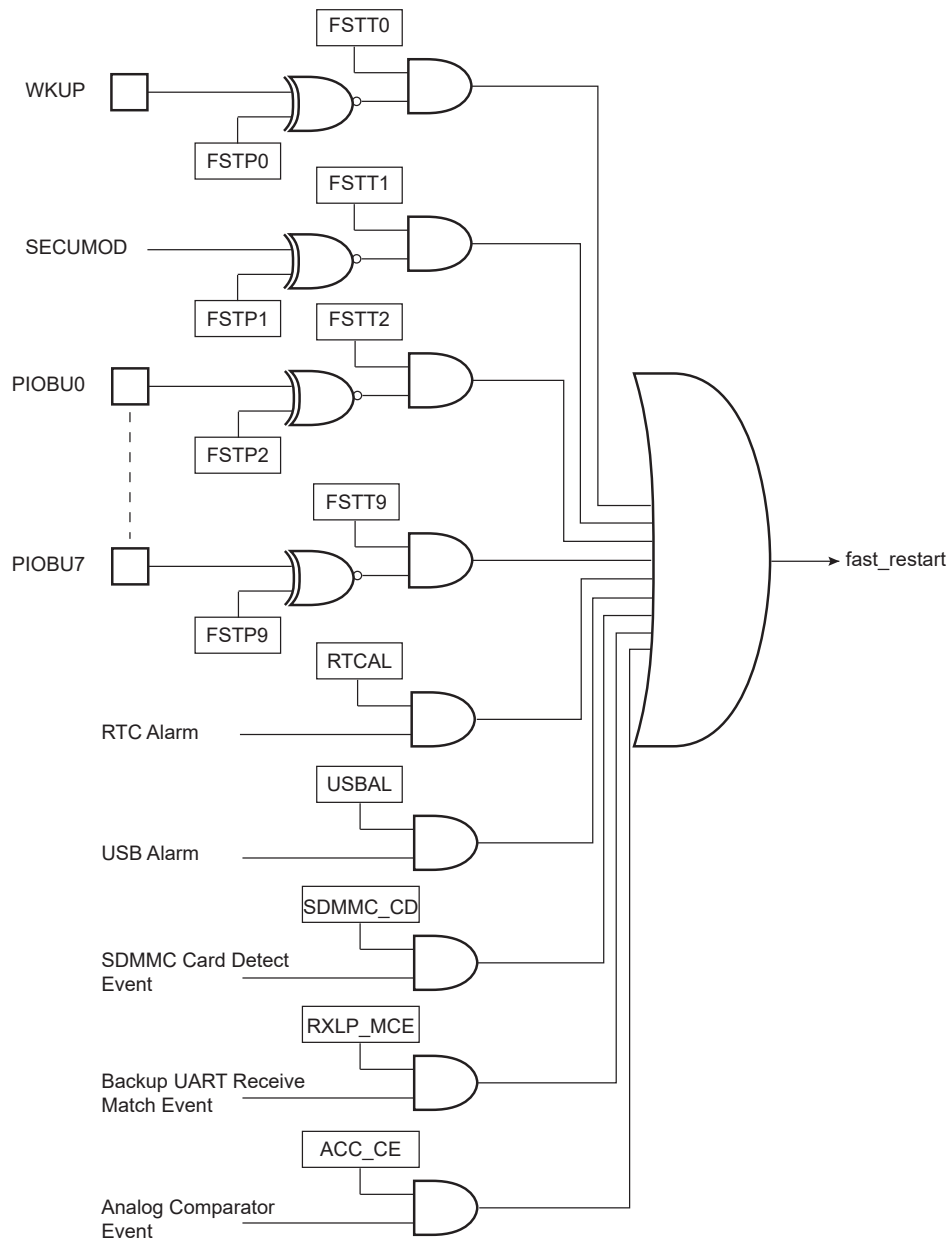 FSTT0
WKUP
FSTP0
FSTT1
SECUMOD
FSTP1
FSTT2
PIOBU0
FSTP2
FSTT9
PIOBU7
fast_restart
FSTP9
RTCAL
RTC Alarm
USBAL
USB Alarm
SDMMC_CD
SDMMC Card Detect
Event
RXLP_MCE
Backup UART Receive
Match Event
ACC_CE
Analog Comparator
Event